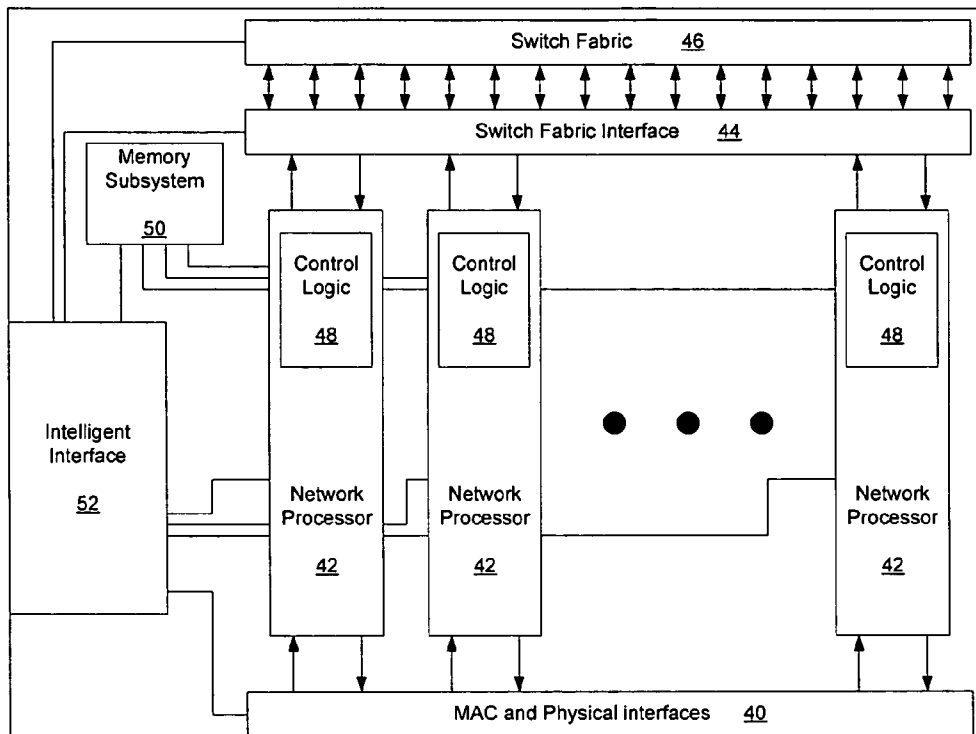 Switch Fabric 46
Switch Fabric Interface 44
Memory
Subsystem
50
Control
Logic
48
Control
Logic
48
Control
Logic
48
Intelligent
Interface
52
Network
Processor
42
Network
Processor
42
Network
Processor
42
MAC and Physical interfaces 40